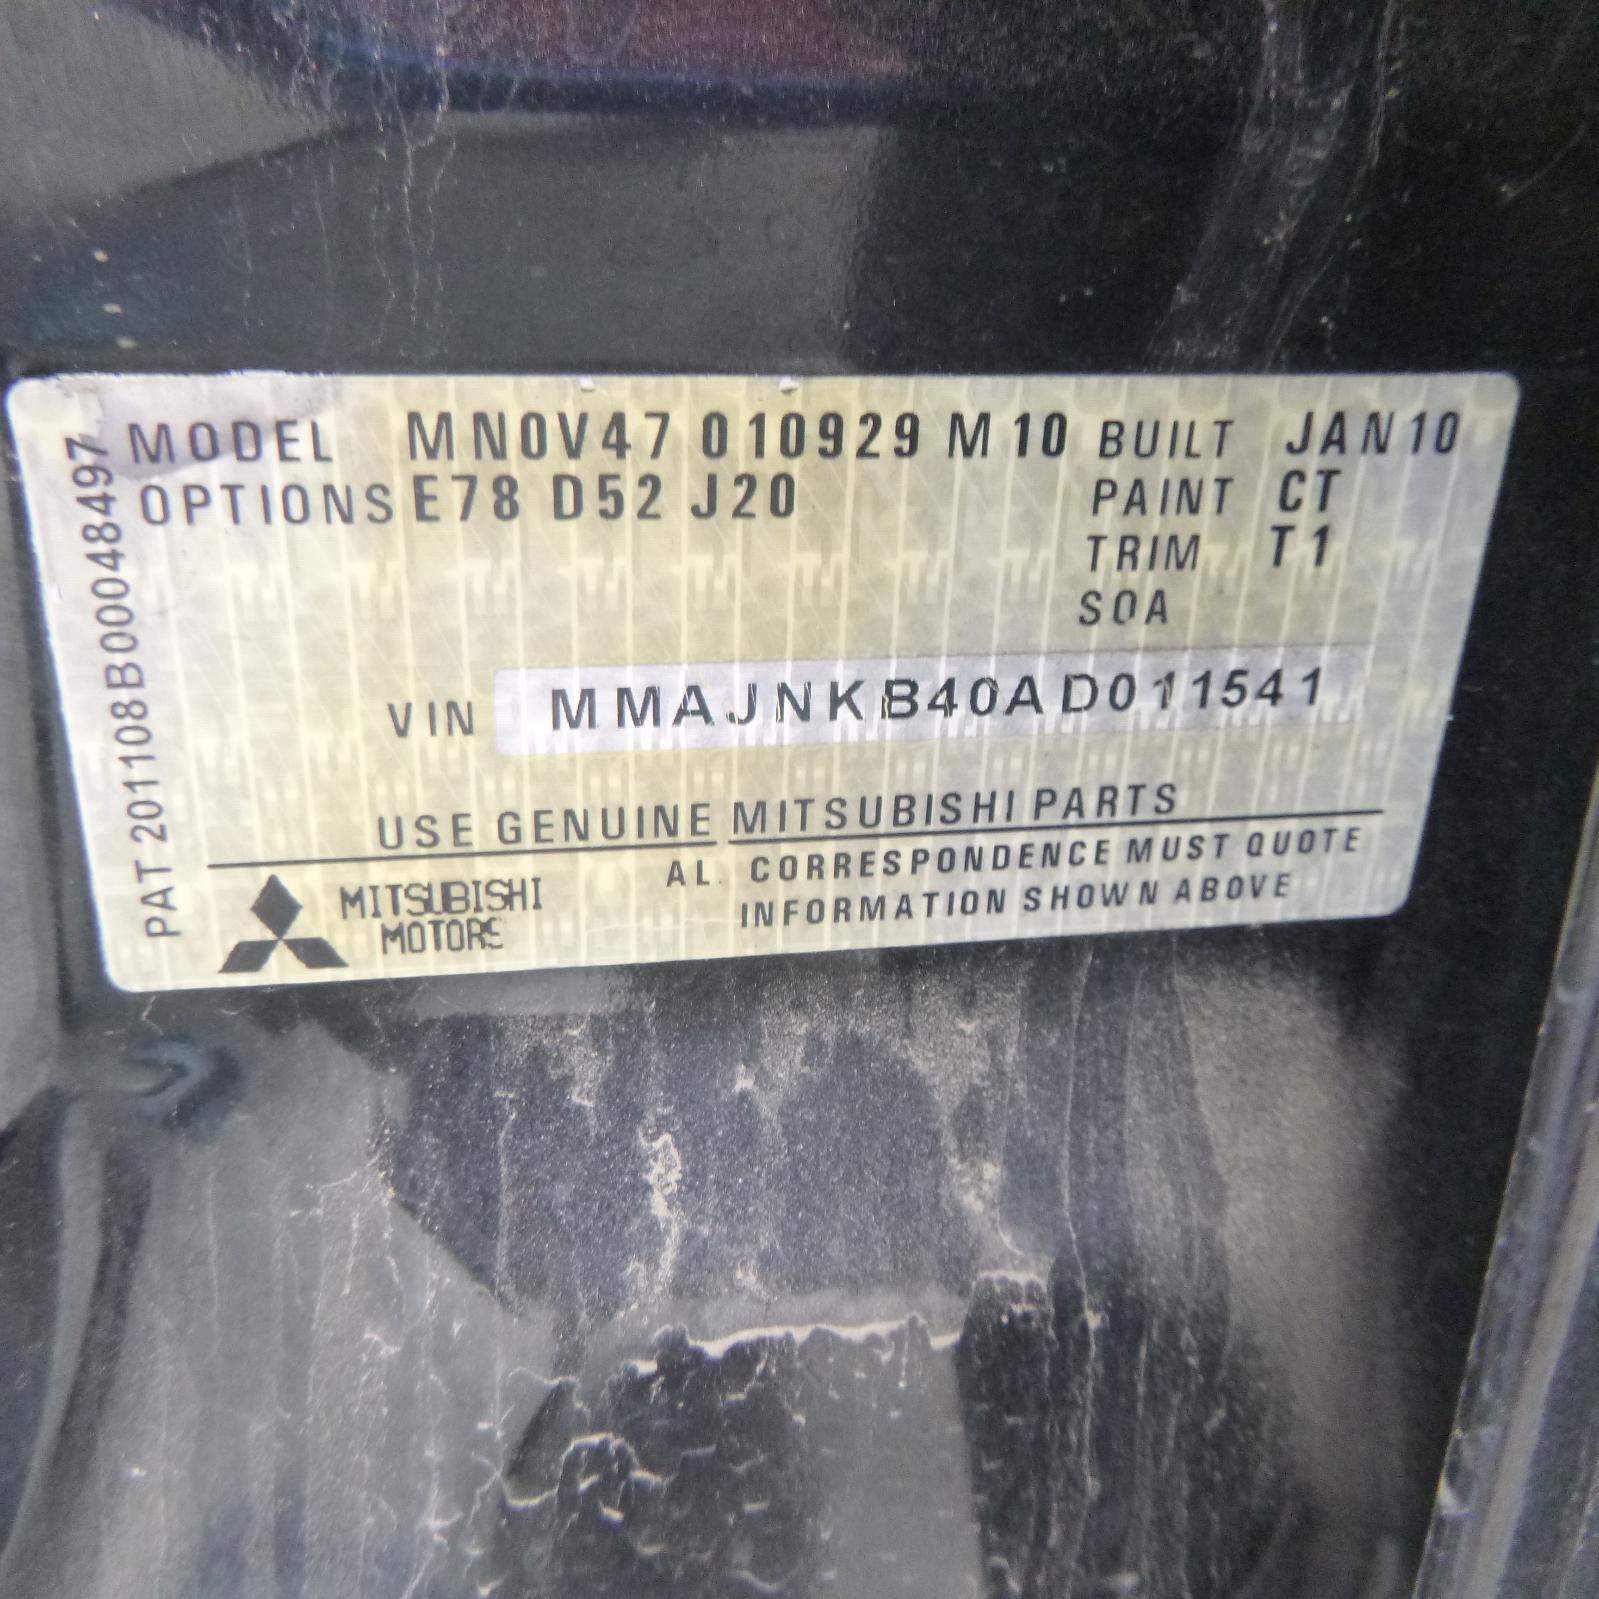 MODEL MN0V47 010929 M10 BUILT JAN10
OPTIONS E78 D52 J20 PAINT CT
TRIM T1
SOA
VIN MMAJNKB40AD011541
USE GENUINE MITSUBISHI PARTS
MITSUBISHI MOTORS
AL CORRESPONDENCE MUST QUOTE
INFORMATION SHOWN ABOVE
PAT 201108B00048497